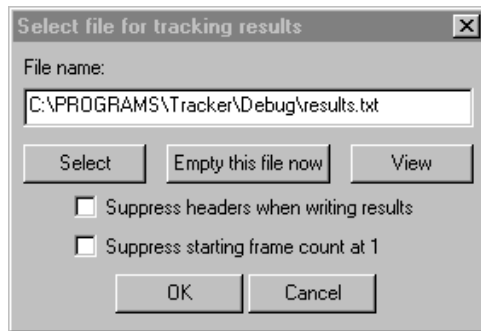 Select file for tracking results
File name:
C:\PROGRAMS\Tracker\Debug\results.txt
Select Empty this file now View
Suppress headers when writing results
Suppress starting frame count at 1
OK Cancel